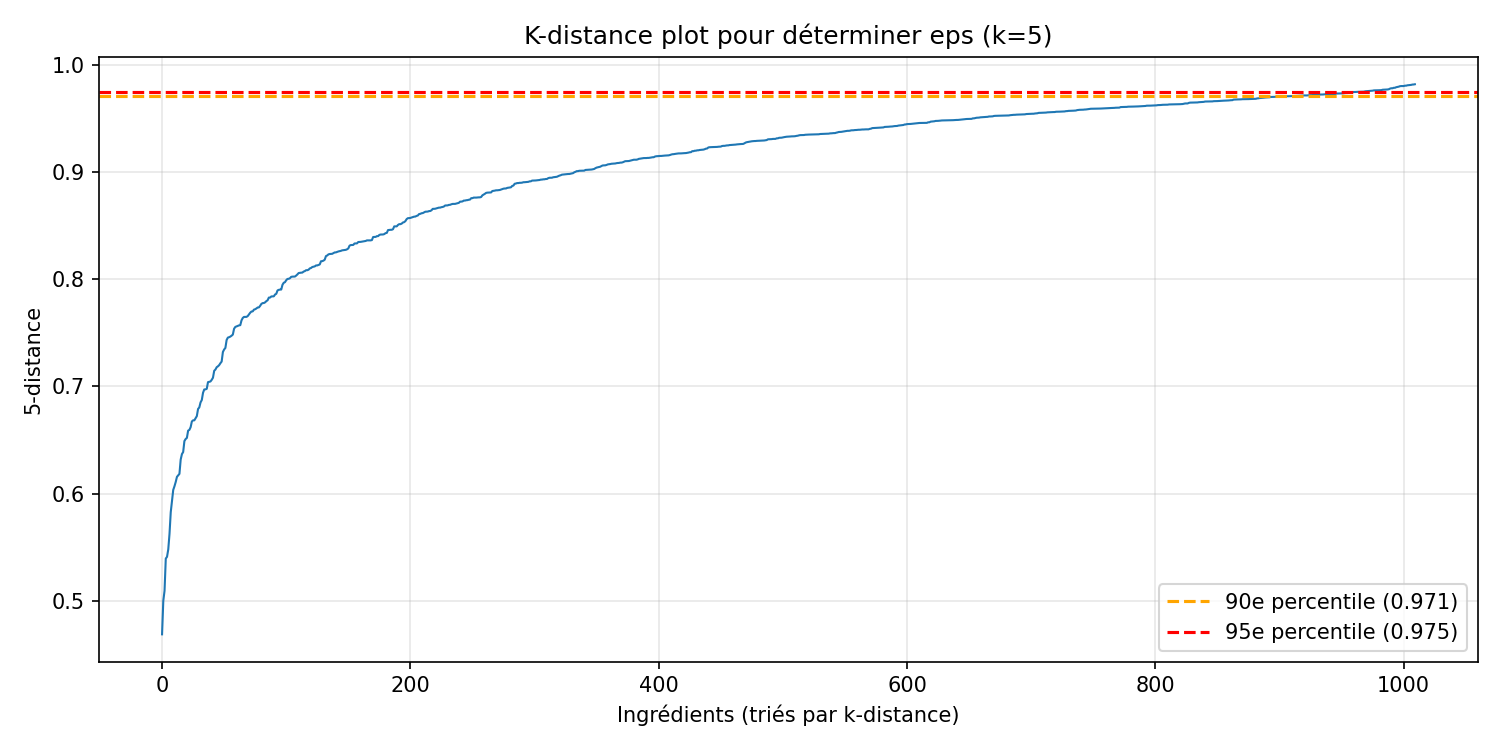 K-distance plot pour déterminer eps (k=5)
1.0
0.9
0.8
0.7
0.6
0.5
5-distance
0 200 400 600 800 1000
Ingrédients (triés par k-distance)
90e percentile (0.971)
95e percentile (0.975)